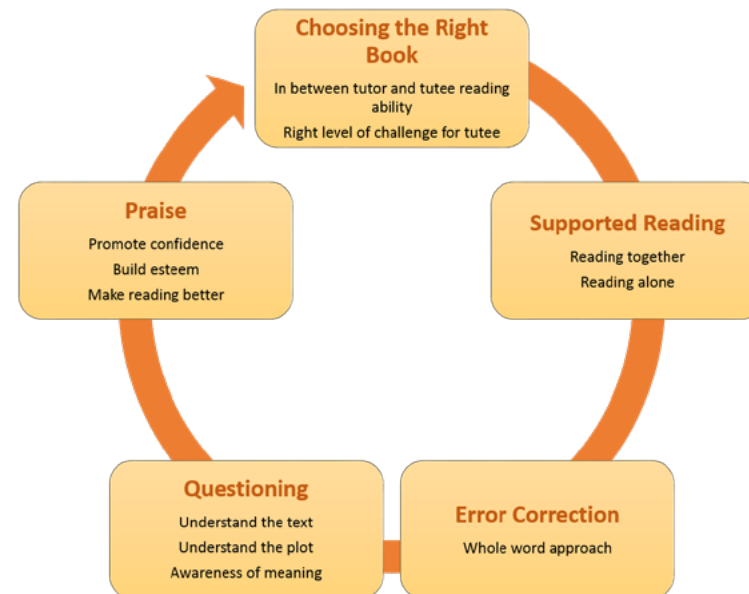 Choosing the Right
Book
In between tutor and tutee reading
ability
Right level of challenge for tutee
Supported Reading
Reading together
Reading alone
Error Correction
Whole word approach
Questioning
Understand the text
Understand the plot
Awareness of meaning
Praise
Promote confidence
Build esteem
Make reading better